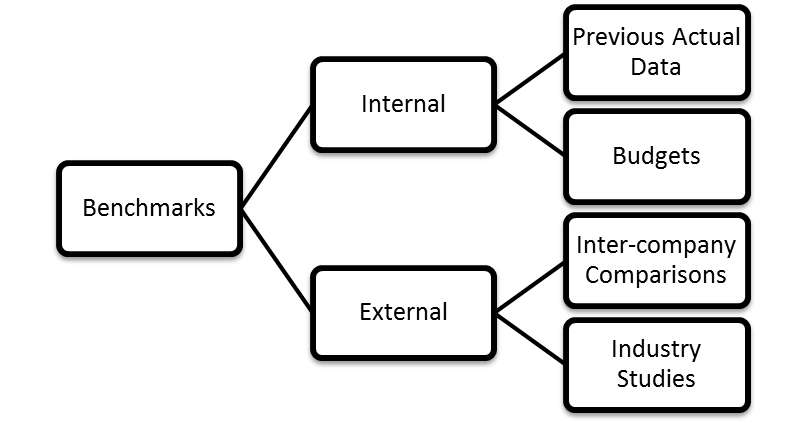 Benchmarks
Internal
Previous Actual
Data
Budgets
External
Inter-company
Comparisons
Industry
Studies